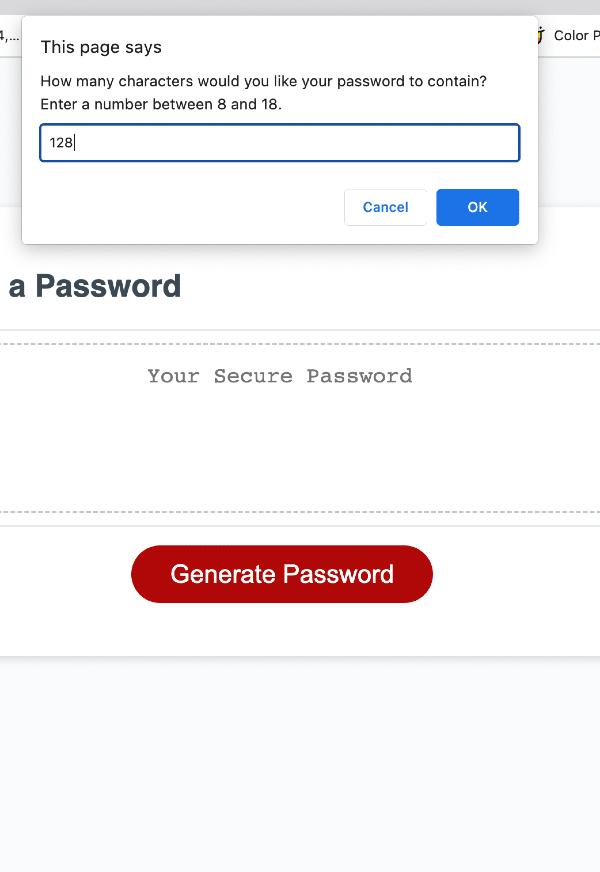 4,...
Color P
This page says
How many characters would you like your password to contain?
Enter a number between 8 and 18.
128
Cancel
OK
a Password
Your Secure Password
Generate Password